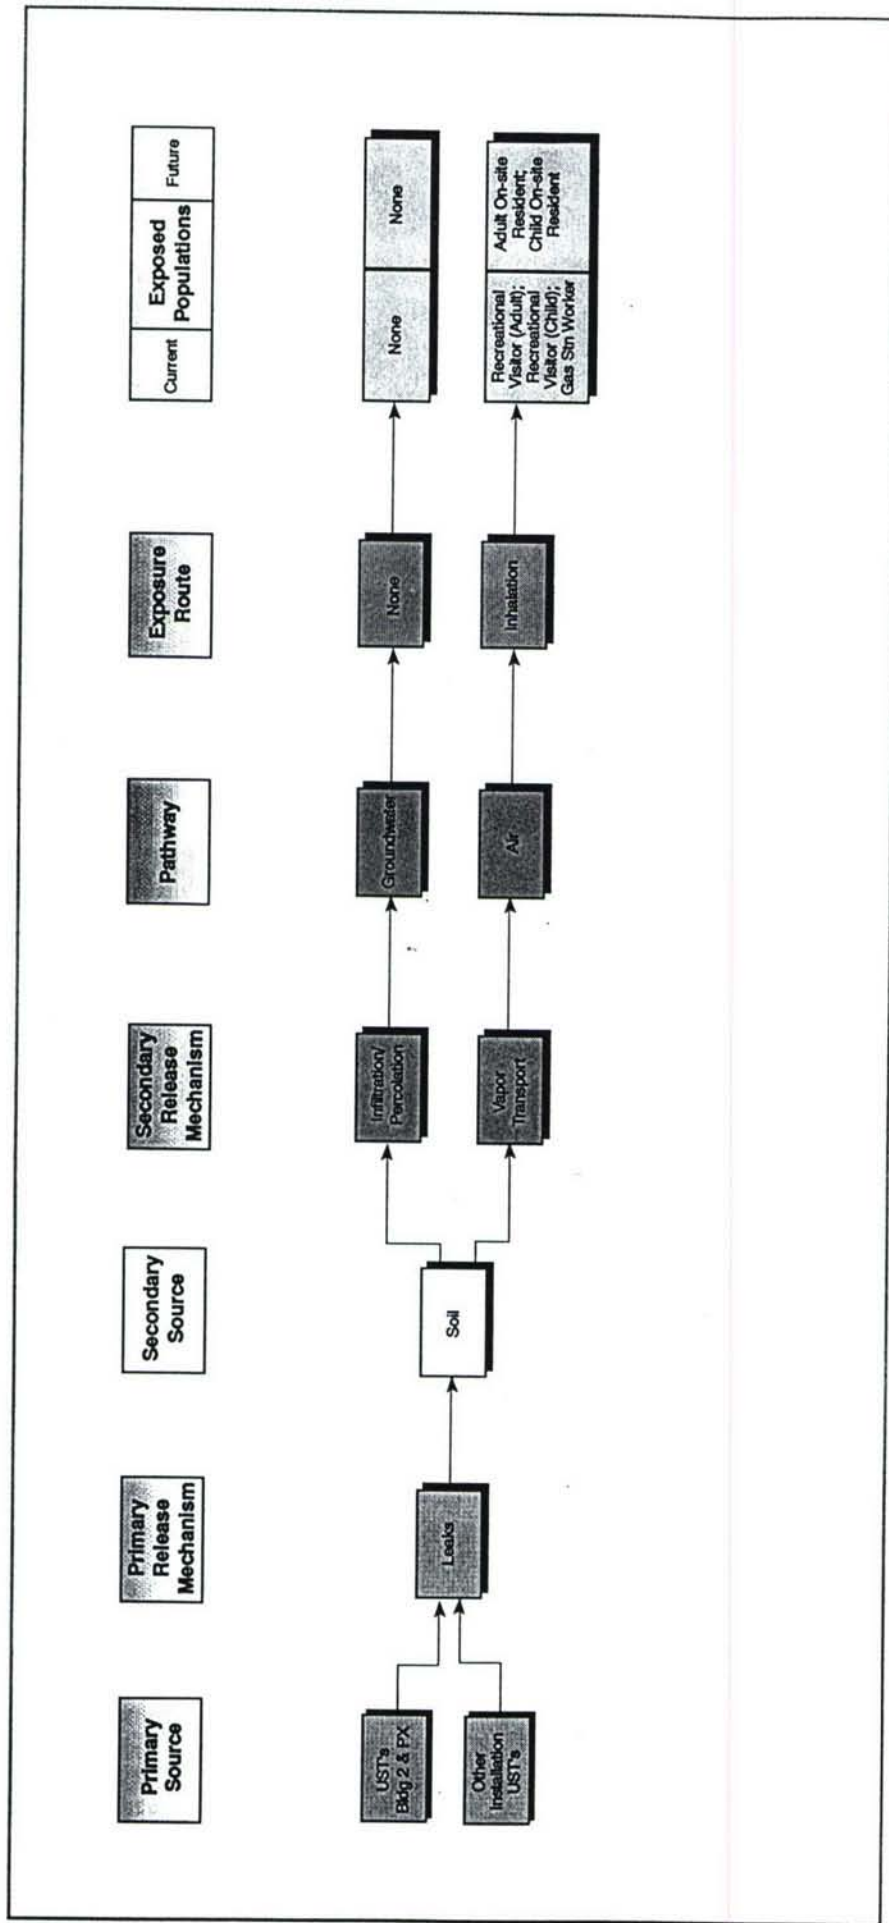 Primary
Source
Primary
Release
Mechanism
Secondary
Source
Secondary
Release
Mechanism
Pathway
Exposure
Route
Current
Exposed
Populations
Future
UST's
Bldg 2 & PX
Other
Installation
UST's
Leaks
Soil
Infiltration/
Percolation
Groundwater
None
None
None
Vapor
Transport
Air
Inhalation
Recreational
Visitor (Adult);
Recreational
Visitor (Child);
Gas Stn Worker
Adult On-site
Resident;
Child On-site
Resident